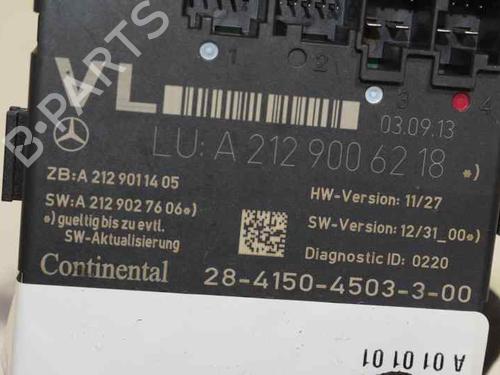 1 2 3 4
VL
03.09.13
LU: A 212 900 62 18 *)
ZB: A 212 901 14 05
SW: A 212 902 76 06 *)
*) gueltig bis zu evtl.
SW-Aktualisierung
HW-Version: 11/27
SW-Version: 12/31_00 *)
Diagnostic ID: 0220
Continental
28-4150-4503-3-00
A 01 01 01
B-PARTS